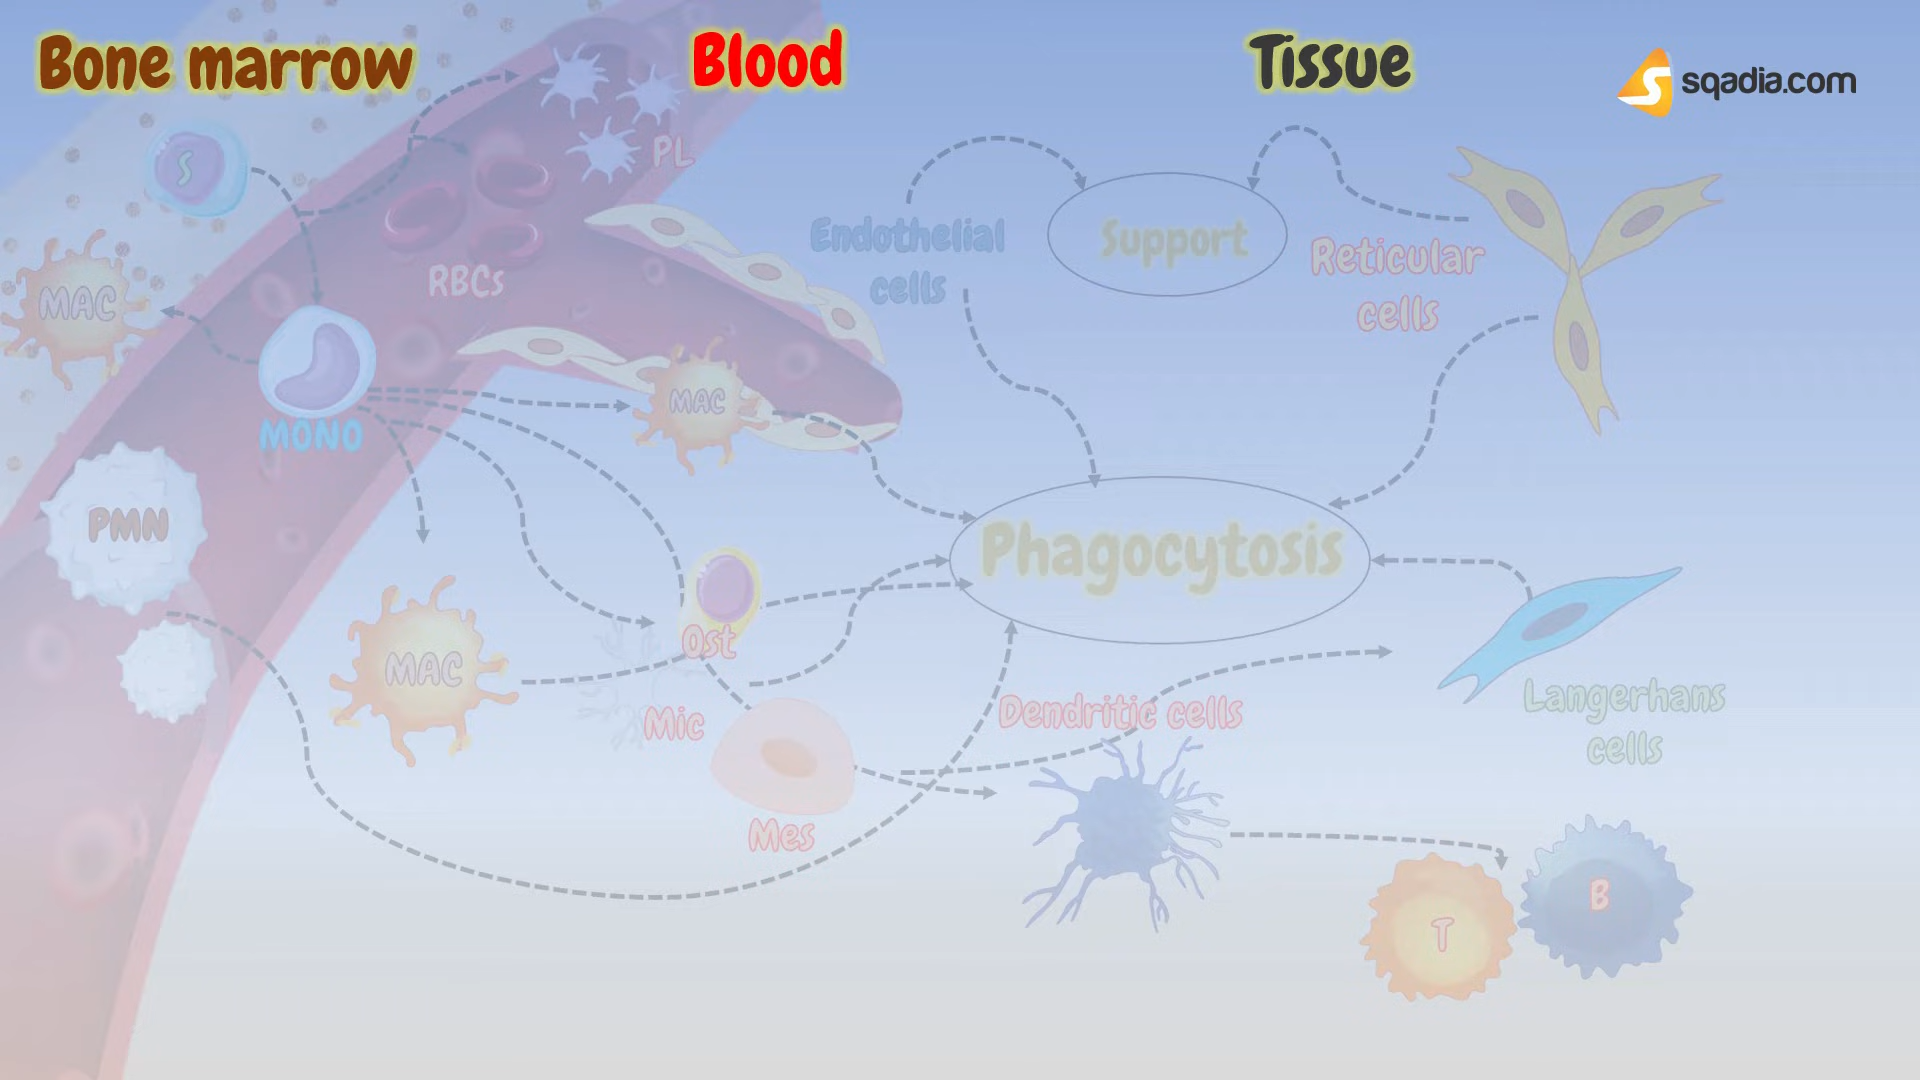 Bone marrow
Blood
Tissue
sqadia.com
S
PL
MAC
RBCs
Endothelial
cells
Support
Reticular
cells
MONO
MAC
PMN
Phagocytosis
Ost
MAC
Mic
Dendritic cells
Langerhans
cells
Mes
T
B